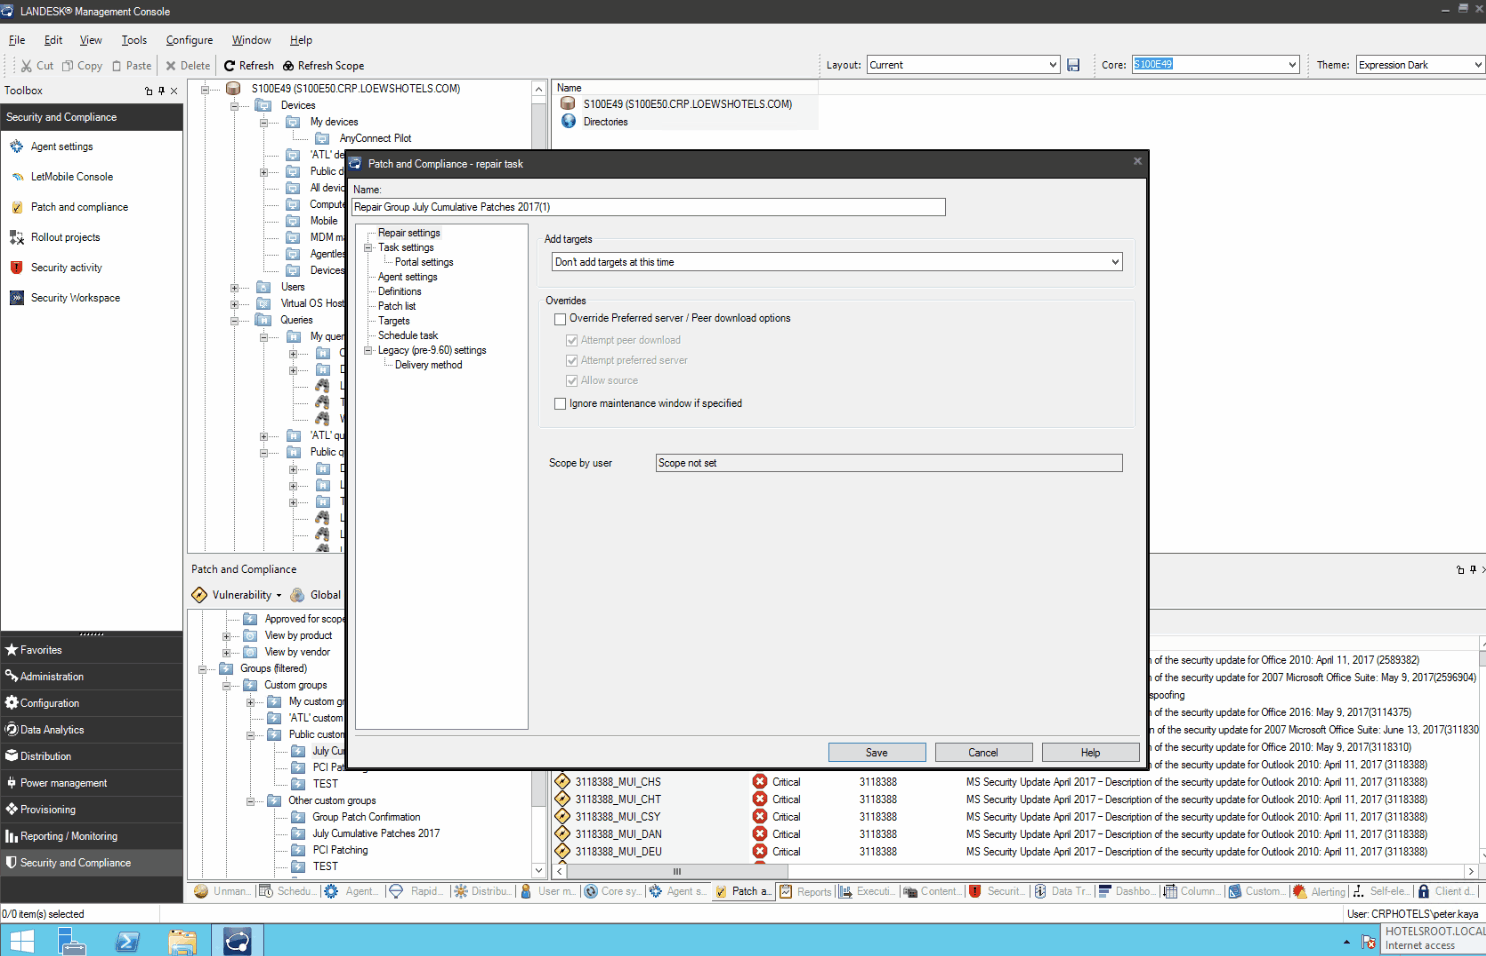 LANDESK® Management Console
File Edit View Tools Configure Window Help
Cut Copy Paste Delete Refresh Refresh Scope
Layout: Current Core: S100E49 Theme: Expression Dark
Toolbox
Security and Compliance
Agent settings
LetMobile Console
Patch and compliance
Rollout projects
Security activity
Security Workspace
Favorites
Administration
Configuration
Data Analytics
Distribution
Power management
Provisioning
Reporting / Monitoring
Security and Compliance
S100E49 (S100E50.CRP.LOEWSHOTELS.COM)
Devices
My devices
AnyConnect Pilot
'ATL' de
Public d
All devic
Compute
Mobile
MDM ma
Agentles
Devices
Users
Virtual OS Host
Queries
My quer
'ATL' qu
Public q
Name
S100E49 (S100E50.CRP.LOEWSHOTELS.COM)
Directories
Patch and Compliance - repair task
Name:
Repair Group July Cumulative Patches 2017(1)
Repair settings
Task settings
Portal settings
Agent settings
Definitions
Patch list
Targets
Schedule task
Legacy (pre-9.60) settings
Delivery method
Add targets
Don't add targets at this time
Overrides
Override Preferred server / Peer download options
Attempt peer download
Attempt preferred server
Allow source
Ignore maintenance window if specified
Scope by user Scope not set
Save Cancel Help
Patch and Compliance
Vulnerability Global
Approved for scope
View by product
View by vendor
Groups (filtered)
Custom groups
My custom gr
'ATL' custom
Public custom
July Cu
PCI Pa
TEST
Other custom groups
Group Patch Confirmation
July Cumulative Patches 2017
PCI Patching
TEST
n of the security update for Office 2010: April 11, 2017 (2589382)
n of the security update for 2007 Microsoft Office Suite: May 9, 2017(2596904)
spoofing
n of the security update for Office 2016: May 9, 2017(3114375)
n of the security update for 2007 Microsoft Office Suite: June 13, 2017(311830
n of the security update for Office 2010: May 9, 2017(3118310)
n of the security update for Outlook 2010: April 11, 2017 (3118388)
3118388_MUI_CHS Critical 3118388 MS Security Update April 2017 – Description of the security update for Outlook 2010: April 11, 2017 (3118388)
3118388_MUI_CHT Critical 3118388 MS Security Update April 2017 – Description of the security update for Outlook 2010: April 11, 2017 (3118388)
3118388_MUI_CSY Critical 3118388 MS Security Update April 2017 – Description of the security update for Outlook 2010: April 11, 2017 (3118388)
3118388_MUI_DAN Critical 3118388 MS Security Update April 2017 – Description of the security update for Outlook 2010: April 11, 2017 (3118388)
3118388_MUI_DEU Critical 3118388 MS Security Update April 2017 – Description of the security update for Outlook 2010: April 11, 2017 (3118388)
Unman... Schedu... Agent... Rapid... Distribu... User m... Core sy... Agent s... Patch a... Reports Executi... Content... Securit... Data Tr... Dashbo... Column... Custom... Alerting Self-ele... Client d...
0/0 item(s) selected
User: CRPHOTELS\peter.kaya
HOTELSROOT.LOCAL
Internet access